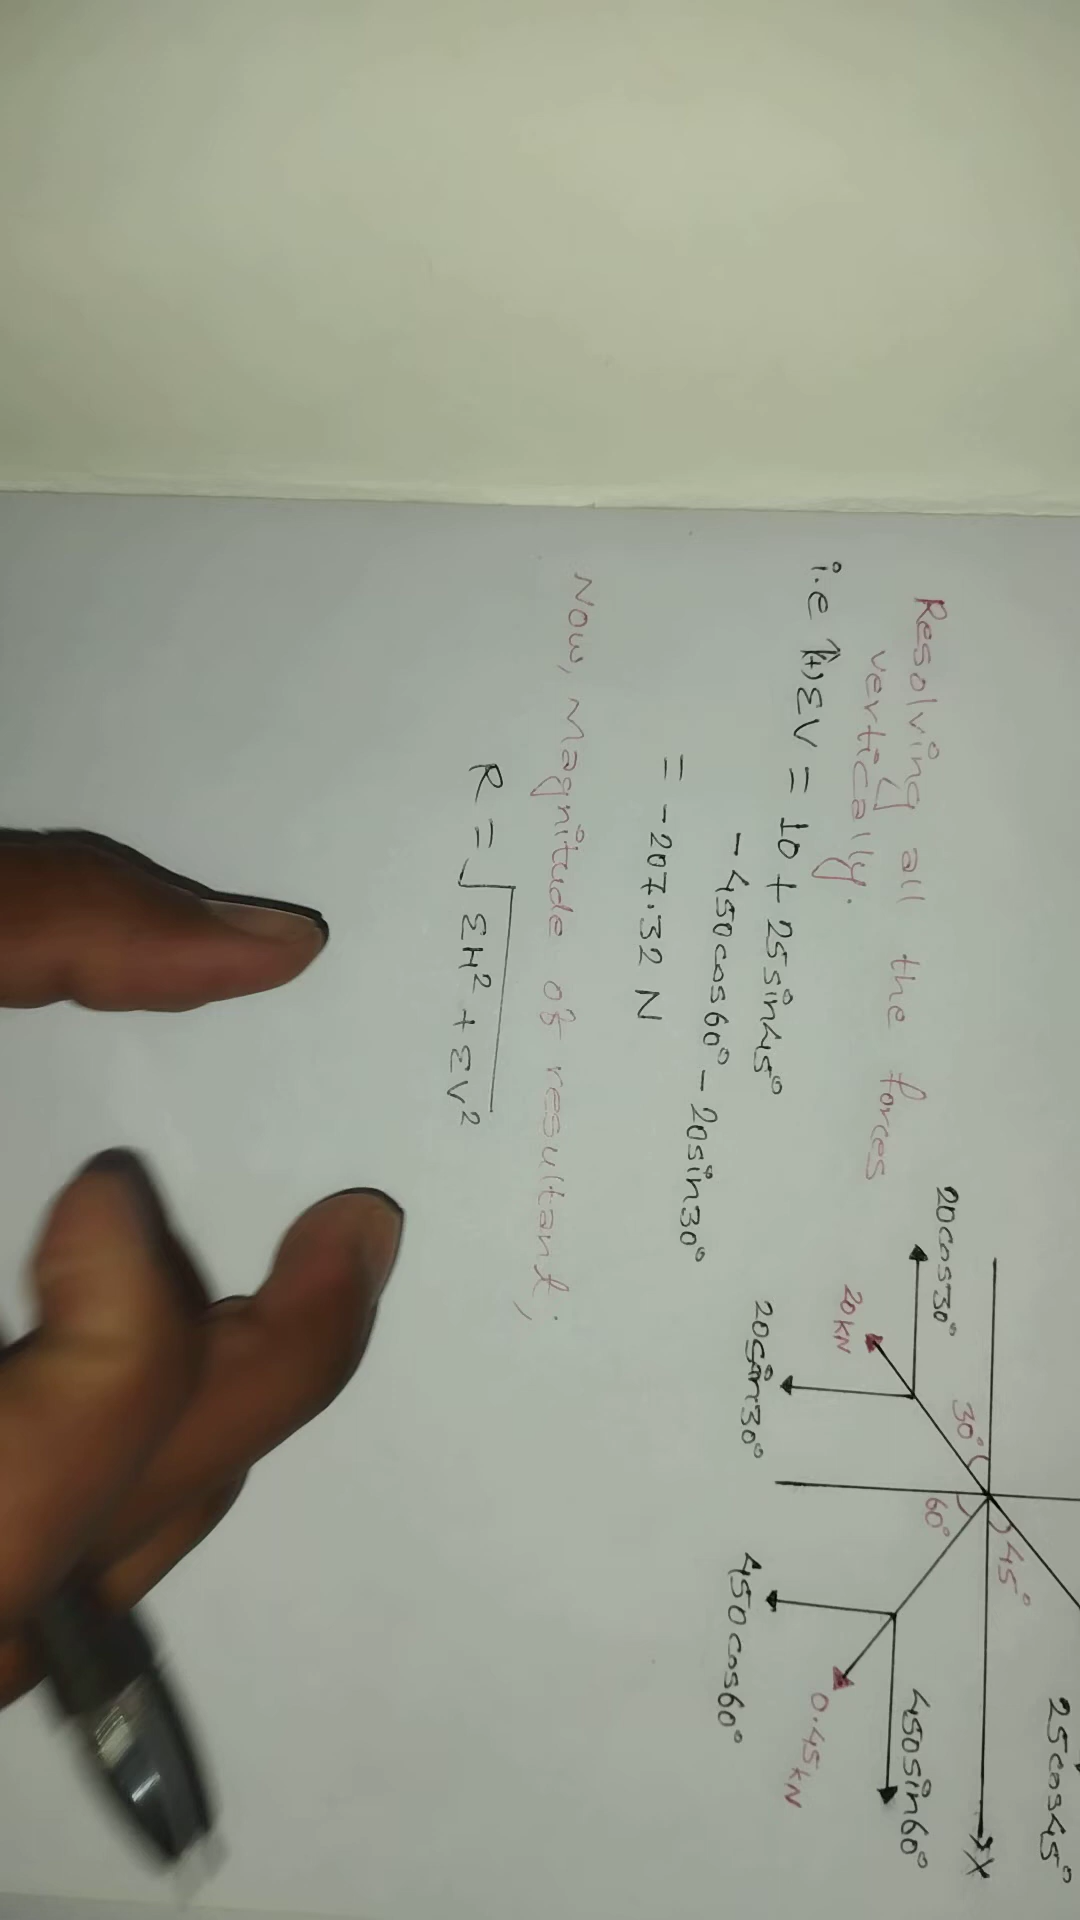 Resolving all the forces
vertically.
i.e ↑(+) ΣV = 10 + 25sin45°
- 450cos60° - 20sin30°
= -207.32 N
Now, Magnitude of resultant,
R = √ΣH² + ΣV²
25cos45°
45°
X
30°
60°
20cos30°
20KN
20sin30°
450sin60°
0.45KN
450cos60°